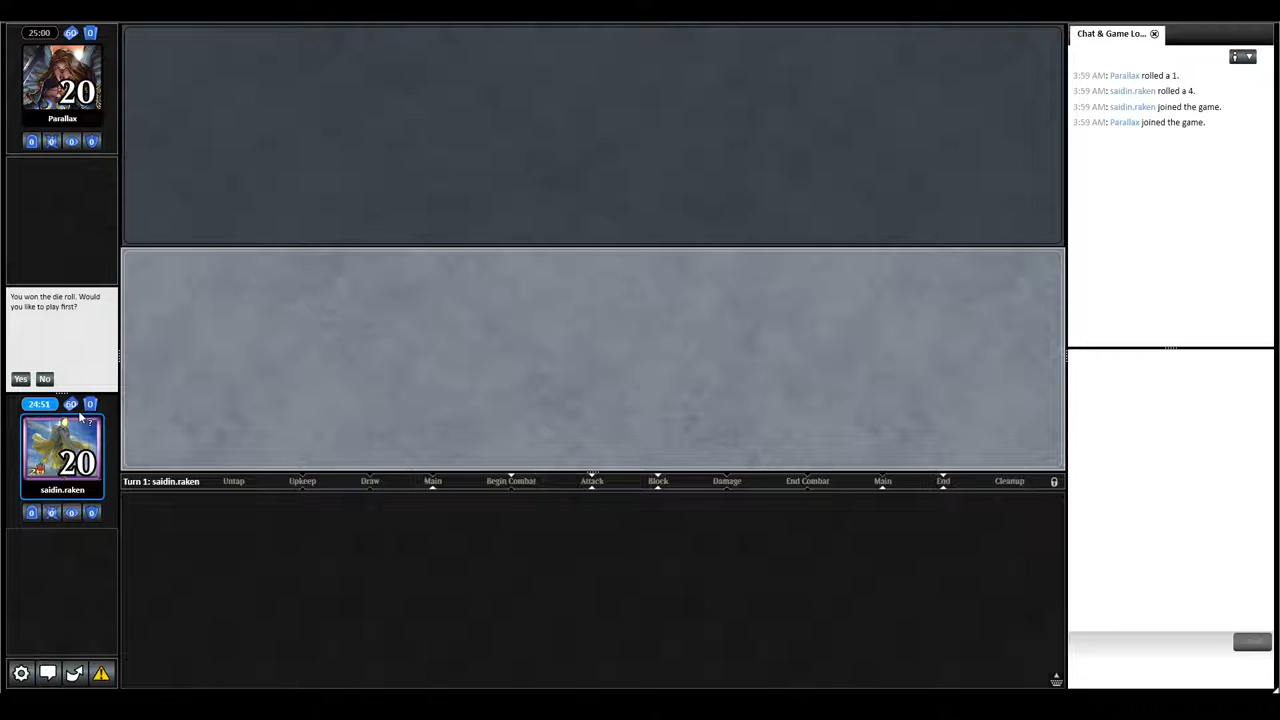 25:00 60 0
20
Parallax
0 0 0 0
You won the die roll. Would
you like to play first?
Yes No
24:51 60 0
20
saidin.raken
0 0 0 0
Turn 1: saidin.raken Untap Upkeep Draw Main Begin Combat Attack Block Damage End Combat Main End Cleanup
Chat & Game Lo...
3:59 AM: Parallax rolled a 1.
3:59 AM: saidin.raken rolled a 4.
3:59 AM: saidin.raken joined the game.
3:59 AM: Parallax joined the game.